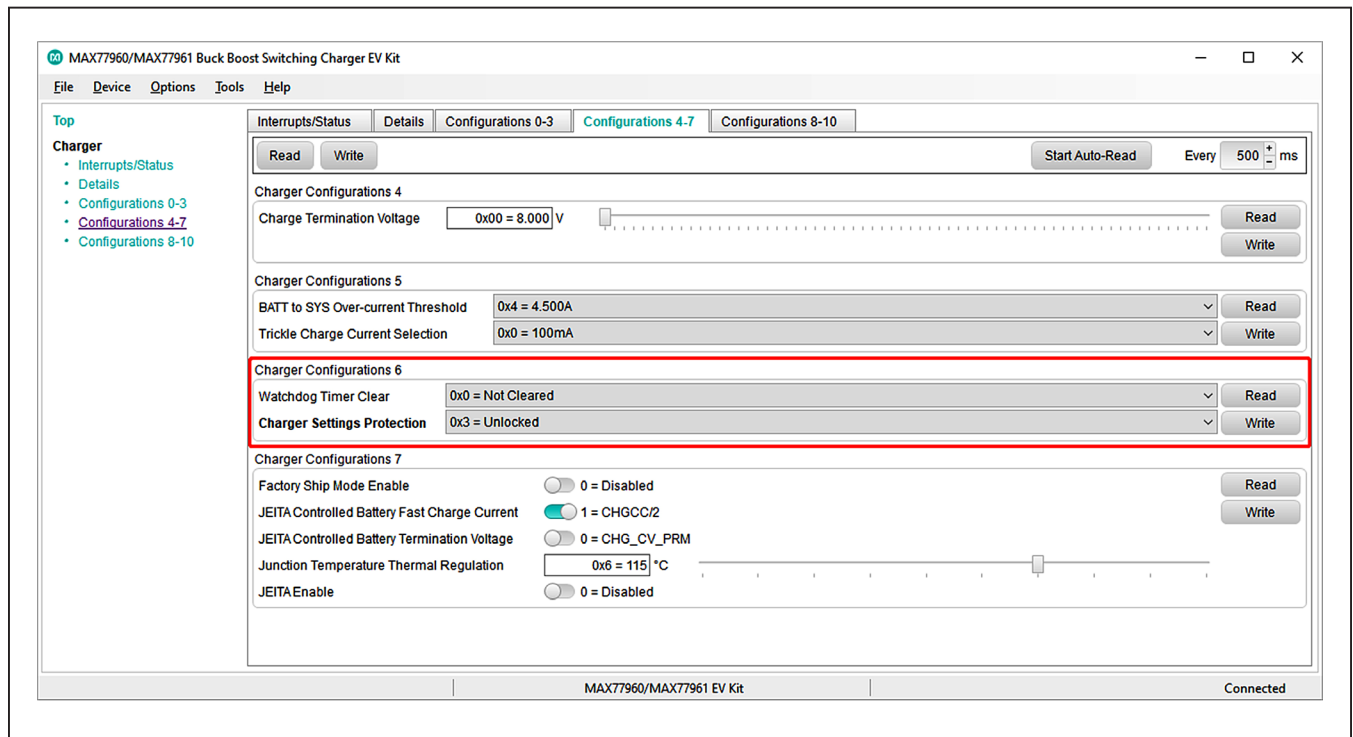 MAX77960/MAX77961 Buck Boost Switching Charger EV Kit
File Device Options Tools Help
Top
Charger
• Interrupts/Status
• Details
• Configurations 0-3
• Configurations 4-7
• Configurations 8-10
Interrupts/Status Details Configurations 0-3 Configurations 4-7 Configurations 8-10
Read Write Start Auto-Read Every 500 + - ms
Charger Configurations 4
Charge Termination Voltage 0x00 = 8.000 V Read
Write
Charger Configurations 5
BATT to SYS Over-current Threshold 0x4 = 4.500A Read
Trickle Charge Current Selection 0x0 = 100mA Write
Charger Configurations 6
Watchdog Timer Clear 0x0 = Not Cleared Read
Charger Settings Protection 0x3 = Unlocked Write
Charger Configurations 7
Factory Ship Mode Enable 0 = Disabled Read
JEITA Controlled Battery Fast Charge Current 1 = CHGCC/2 Write
JEITA Controlled Battery Termination Voltage 0 = CHG_CV_PRM
Junction Temperature Thermal Regulation 0x6 = 115 °C
JEITA Enable 0 = Disabled
MAX77960/MAX77961 EV Kit Connected